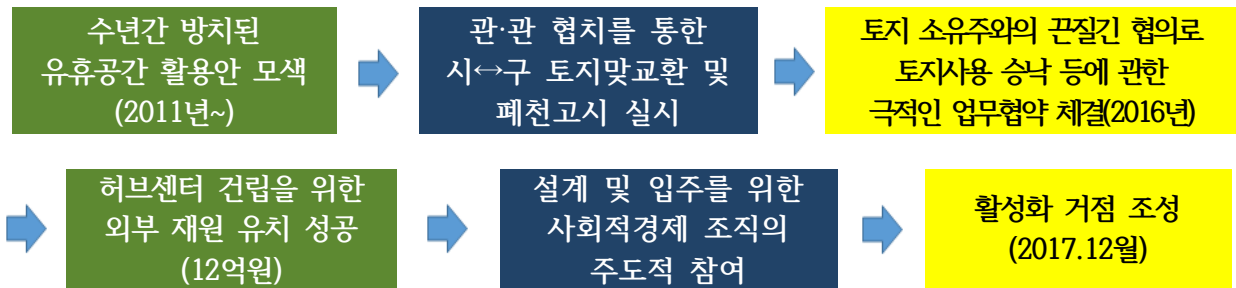 수년간 방치된
유휴공간 활용안 모색
(2011년~)
관·관 협치를 통한
시↔구 토지맞교환 및
폐천고시 실시
토지 소유주와의 끈질긴 협의로
토지사용 승낙 등에 관한
극적인 업무협약 체결(2016년)
허브센터 건립을 위한
외부 재원 유치 성공
(12억원)
설계 및 입주를 위한
사회적경제 조직의
주도적 참여
활성화 거점 조성
(2017.12월)